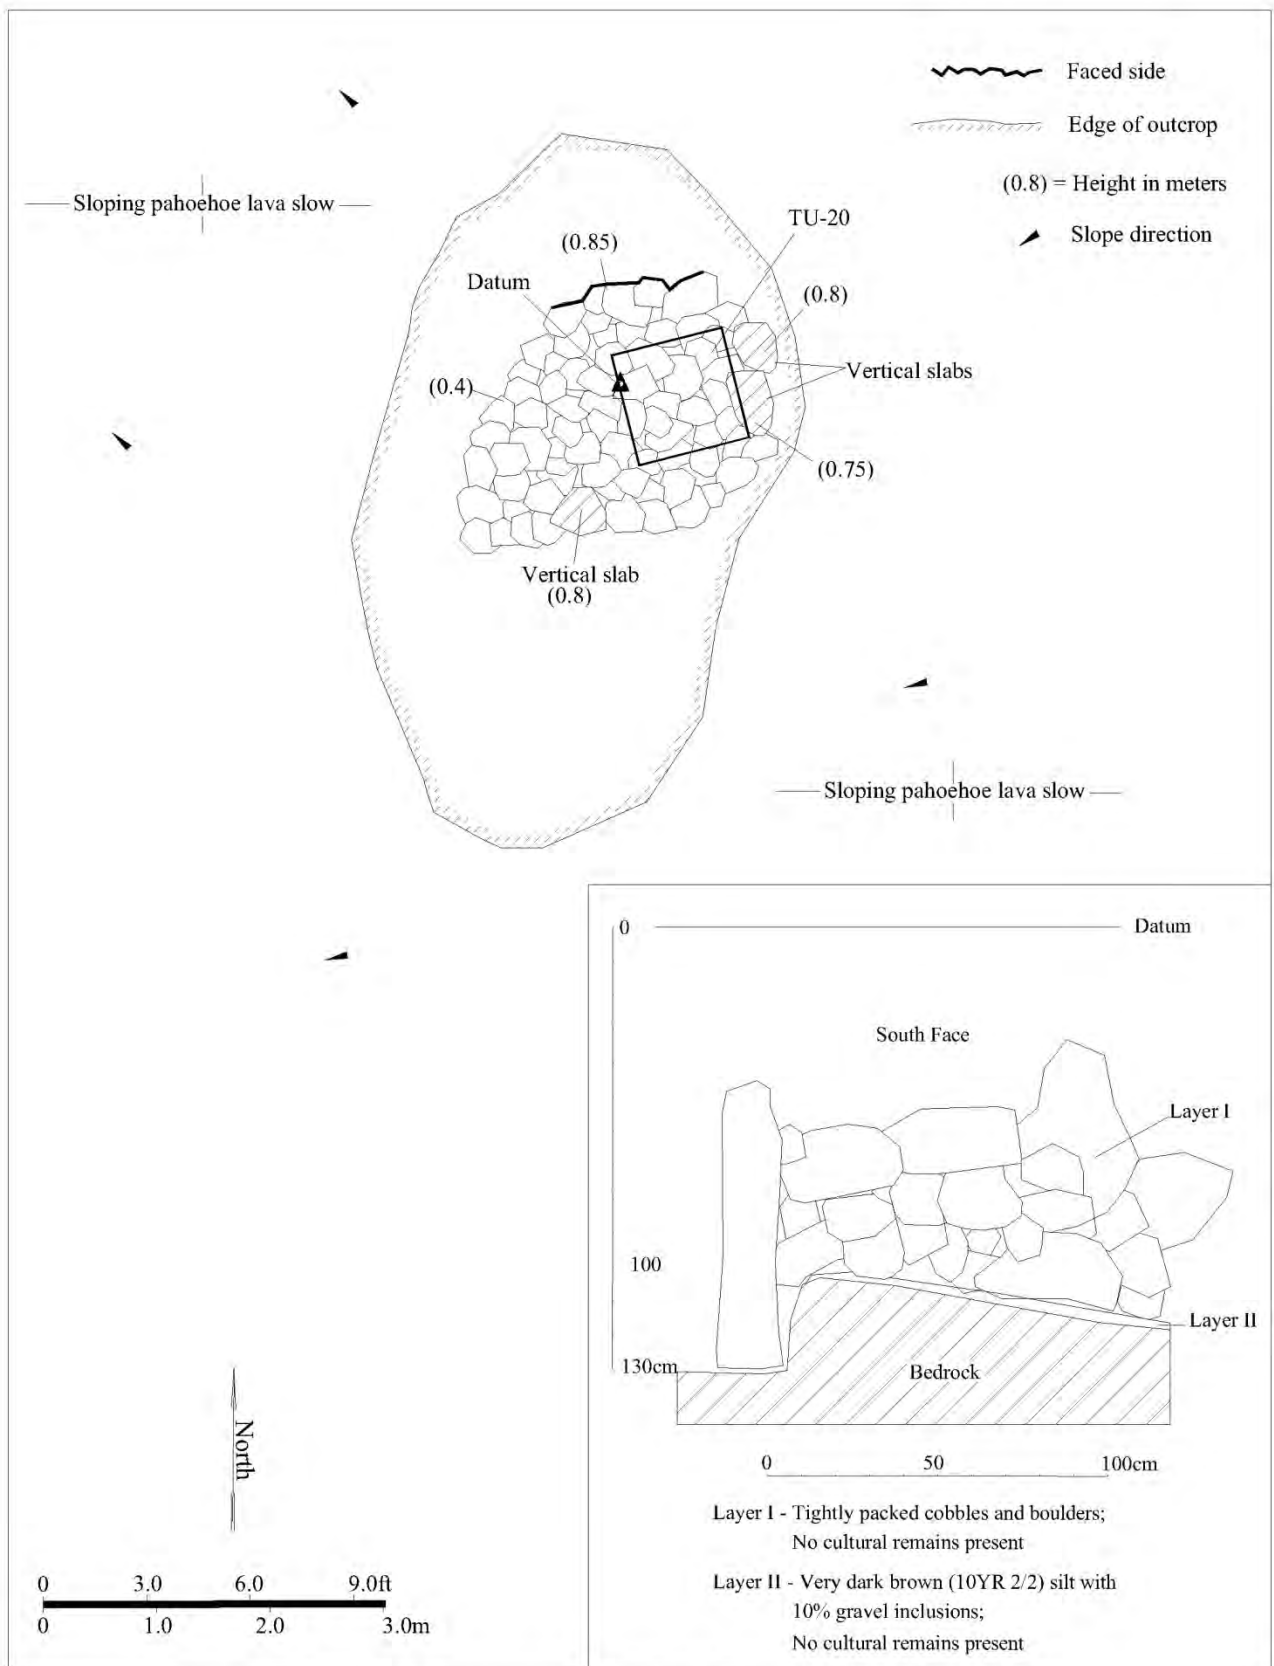 Faced side
Edge of outcrop
(0.8) = Height in meters
Slope direction
Sloping pahoehoe lava slow
TU-20
(0.85)
Datum
(0.8)
Vertical slabs
(0.4)
(0.75)
Vertical slab
(0.8)
Sloping pahoehoe lava slow
0
Datum
South Face
Layer I
100
Layer II
130cm
Bedrock
0 50 100cm
Layer I - Tightly packed cobbles and boulders;
No cultural remains present
Layer II - Very dark brown (10YR 2/2) silt with
10% gravel inclusions;
No cultural remains present
North
0 3.0 6.0 9.0ft
0 1.0 2.0 3.0m